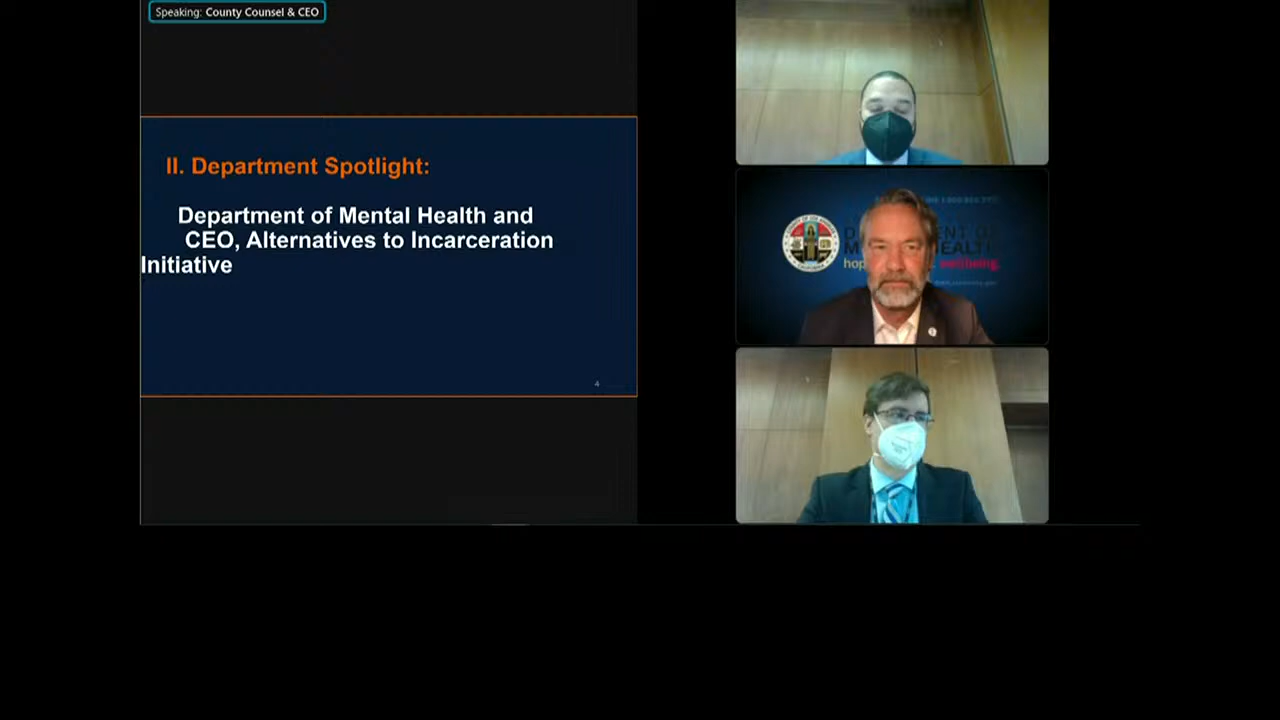 Speaking: County Counsel & CEO
II. Department Spotlight:
Department of Mental Health and
CEO, Alternatives to Incarceration
Initiative
4
hop
wellbeing.